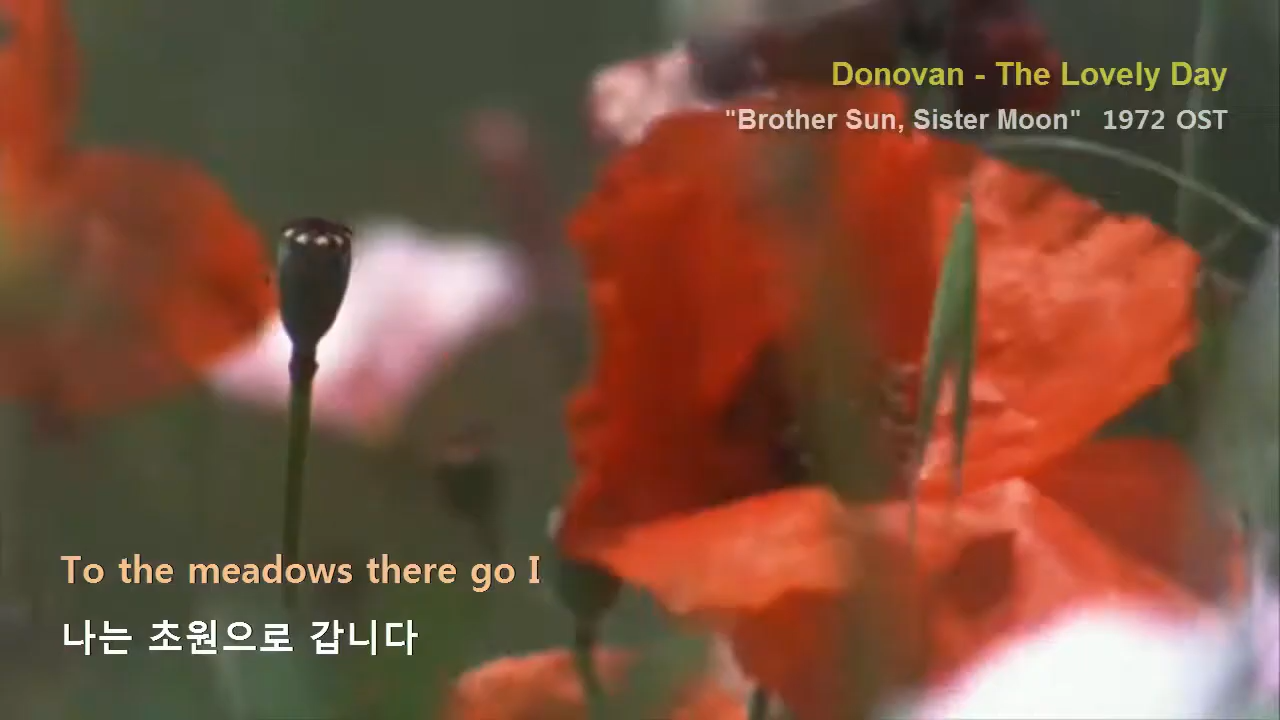 Donovan - The Lovely Day
"Brother Sun, Sister Moon" 1972 OST
To the meadows there go I
나는 초원으로 갑니다